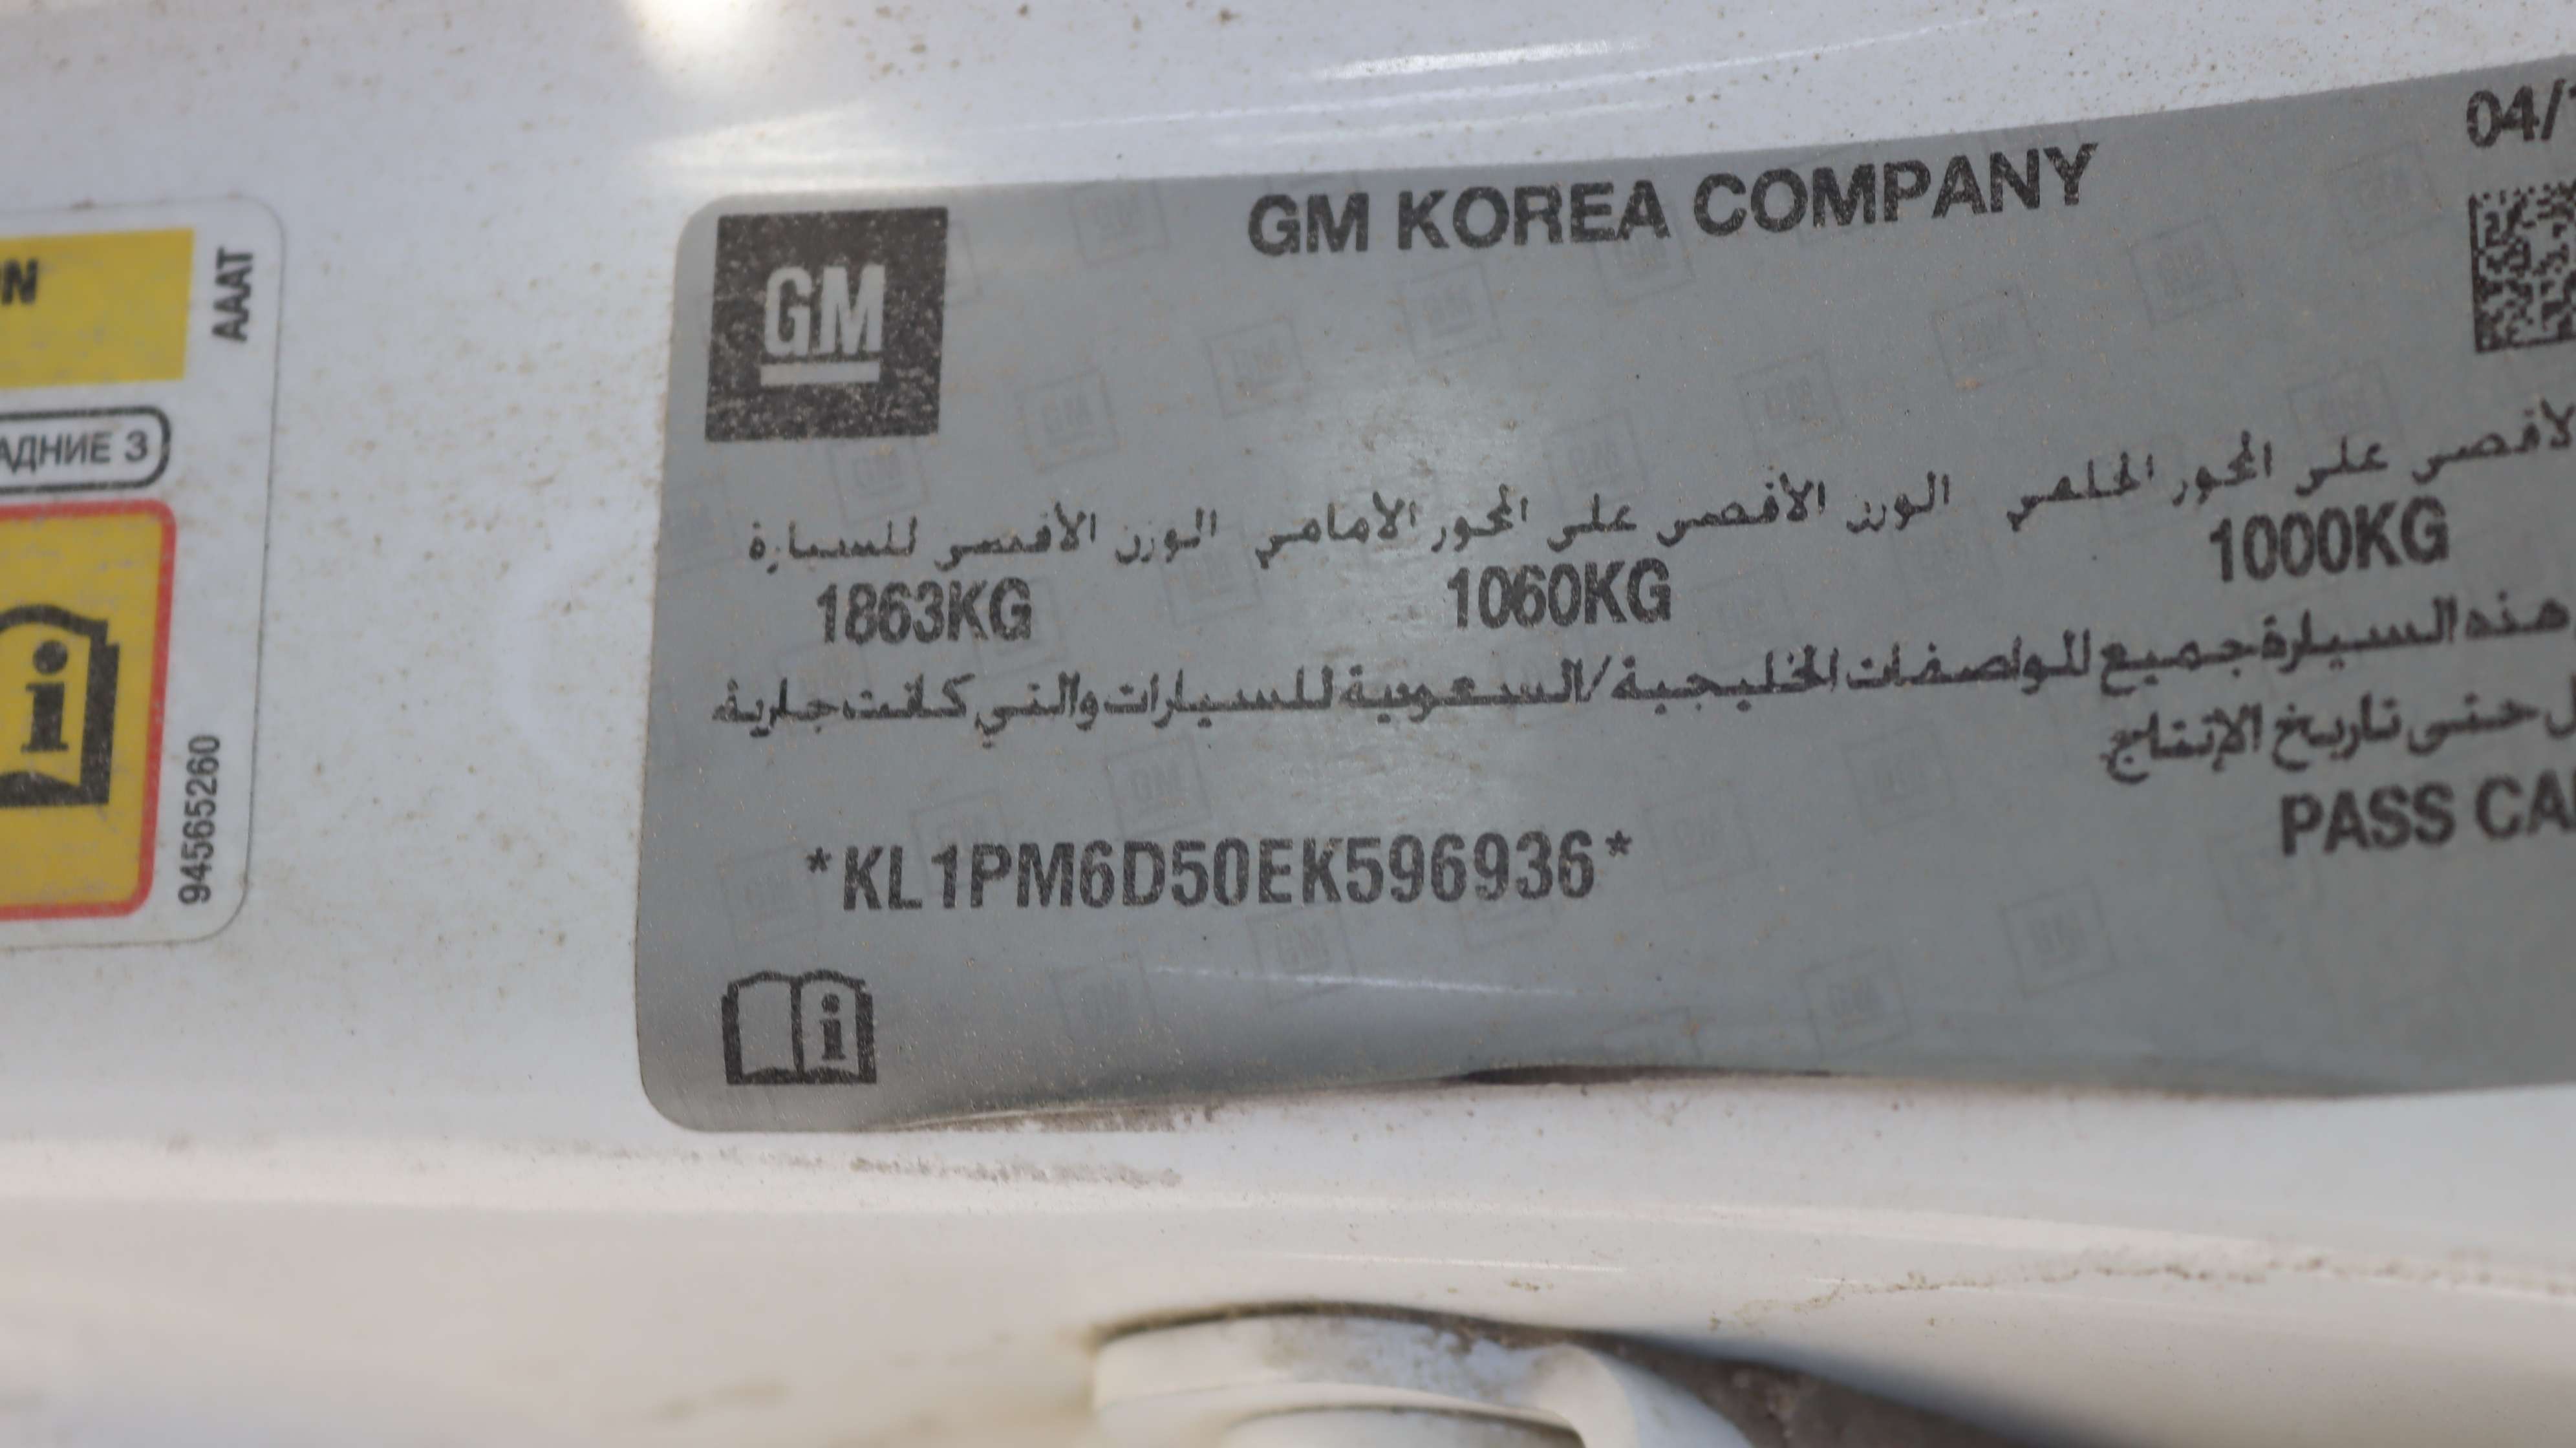 N
AAAT
АДНИЕ 3
94565260
GM KOREA COMPANY
04/
GM
الأقصى على المحور الخلفي الوزن الأقصى على المحور الأمامي الوزن الأقصى للسيارة
1863KG 1060KG 1000KG
هذه السيارة جميع المواصفات الخليجية/السعودية للسيارات والتي كانت جارية
حتى تاريخ الإنتاج
PASS CA
*KL1PM6D50EK596936*